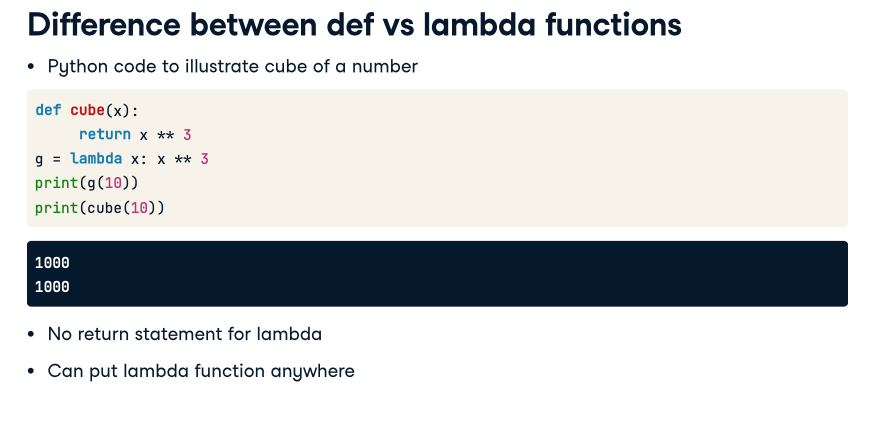 Difference between def vs lambda functions
• Python code to illustrate cube of a number
def cube(x):
     return x ** 3
g = lambda x: x ** 3
print(g(10))
print(cube(10))
1000
1000
• No return statement for lambda
• Can put lambda function anywhere